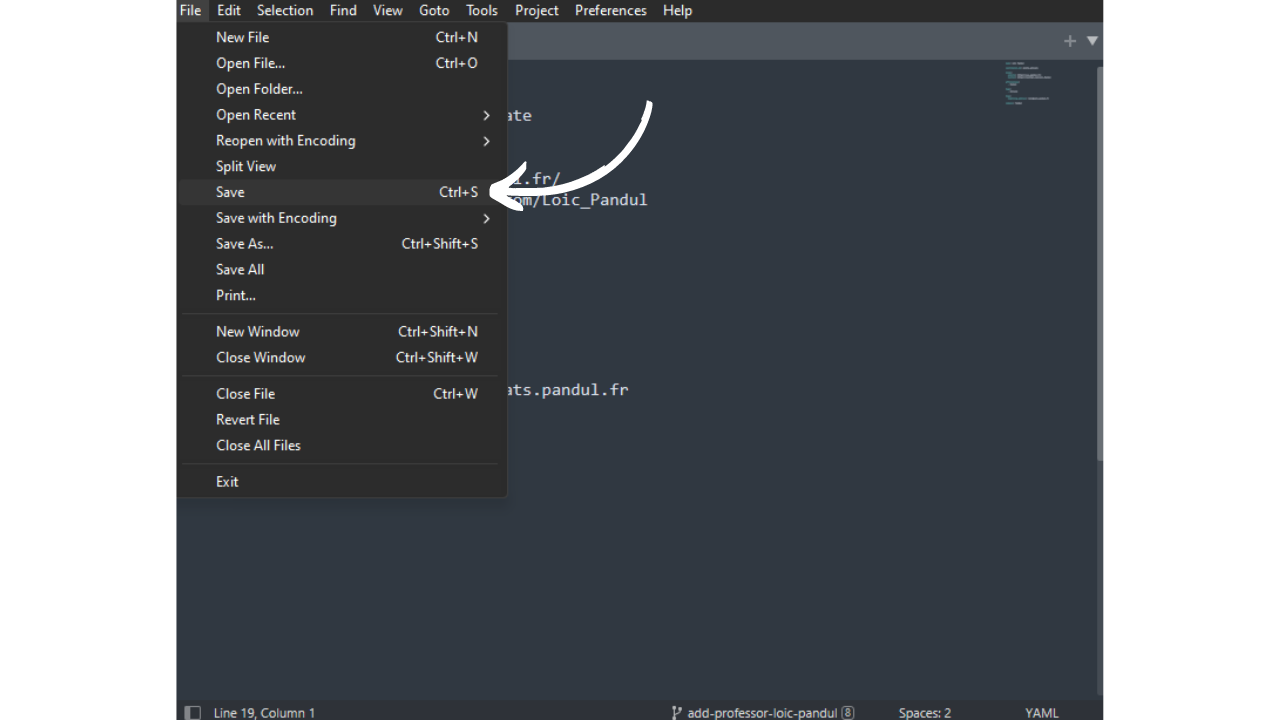 File Edit Selection Find View Goto Tools Project Preferences Help
New File Ctrl+N
Open File... Ctrl+O
Open Folder...
Open Recent
ate
Reopen with Encoding
Split View
.fr/
Save Ctrl+S
om/Loic_Pandul
Save with Encoding
Save As... Ctrl+Shift+S
Save All
Print...
New Window Ctrl+Shift+N
Close Window Ctrl+Shift+W
Close File Ctrl+W
ats.pandul.fr
Revert File
Close All Files
Exit
Line 19, Column 1 add-professor-loic-pandul 8 Spaces: 2 YAML